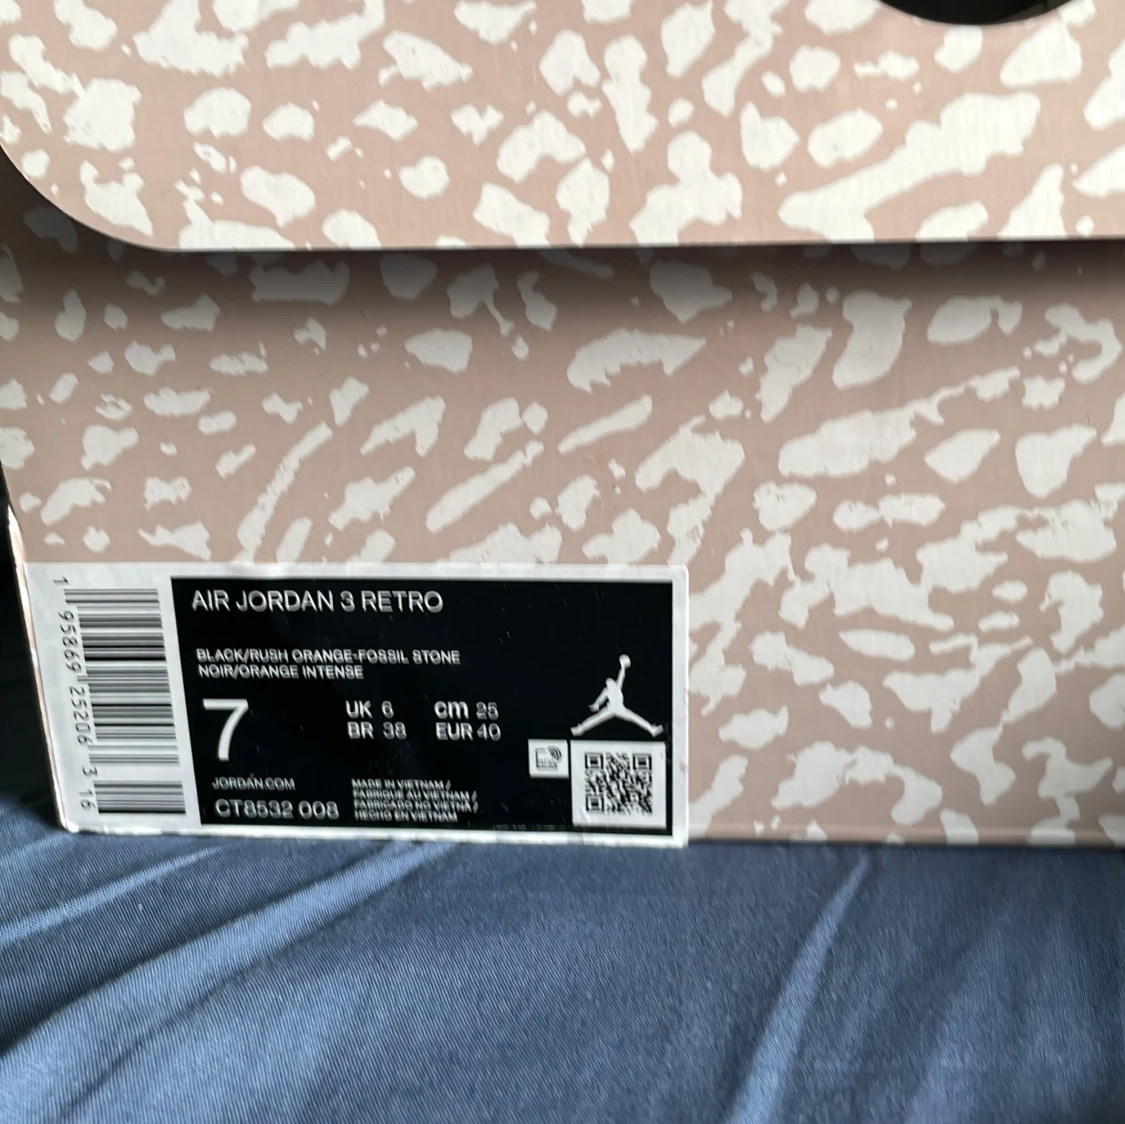 AIR JORDAN 3 RETRO
BLACK/RUSH ORANGE-FOSSIL STONE
NOIR/ORANGE INTENSE
7
UK 6
cm 25
BR 38
EUR 40
JORDAN.COM
CT8532 008
MADE IN VIETNAM /
FABRIQUE AU VIETNAM /
FABRICADO NO VIETNÃ /
HECHO EN VIETNAM
1 95869 25206 3 16